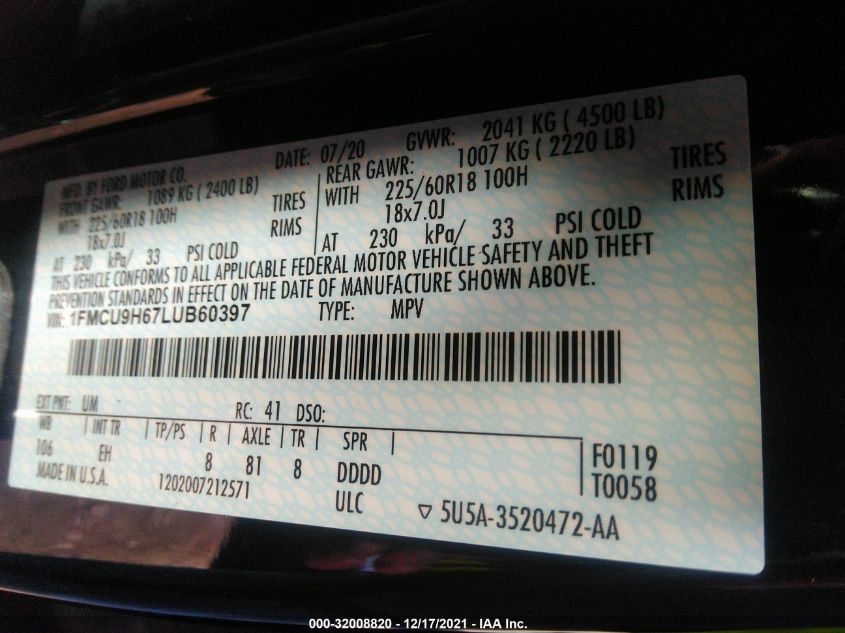 MFD. BY FORD MOTOR CO. DATE: 07/20 GVWR: 2041 KG ( 4500 LB)
FRONT GAWR: 1089 KG ( 2400 LB) REAR GAWR: 1007 KG ( 2220 LB)
WITH 225/60R18 100H TIRES WITH 225/60R18 100H TIRES
18x7.0J RIMS 18x7.0J RIMS
AT 230 kPa/ 33 PSI COLD AT 230 kPa/ 33 PSI COLD
THIS VEHICLE CONFORMS TO ALL APPLICABLE FEDERAL MOTOR VEHICLE SAFETY AND THEFT
PREVENTION STANDARDS IN EFFECT ON THE DATE OF MANUFACTURE SHOWN ABOVE.
VIN: 1FMCU9H67LUB60397 TYPE: MPV
EXT PNT: UM RC: 41 DSO:
WB | INT TR | TP/PS | R | AXLE | TR | SPR |
106 EH 8 81 8 DDDD F0119
MADE IN U.S.A. 1202007212571 ULC T0058
▽ 5U5A-3520472-AA
000-32008820 - 12/17/2021 - IAA Inc.